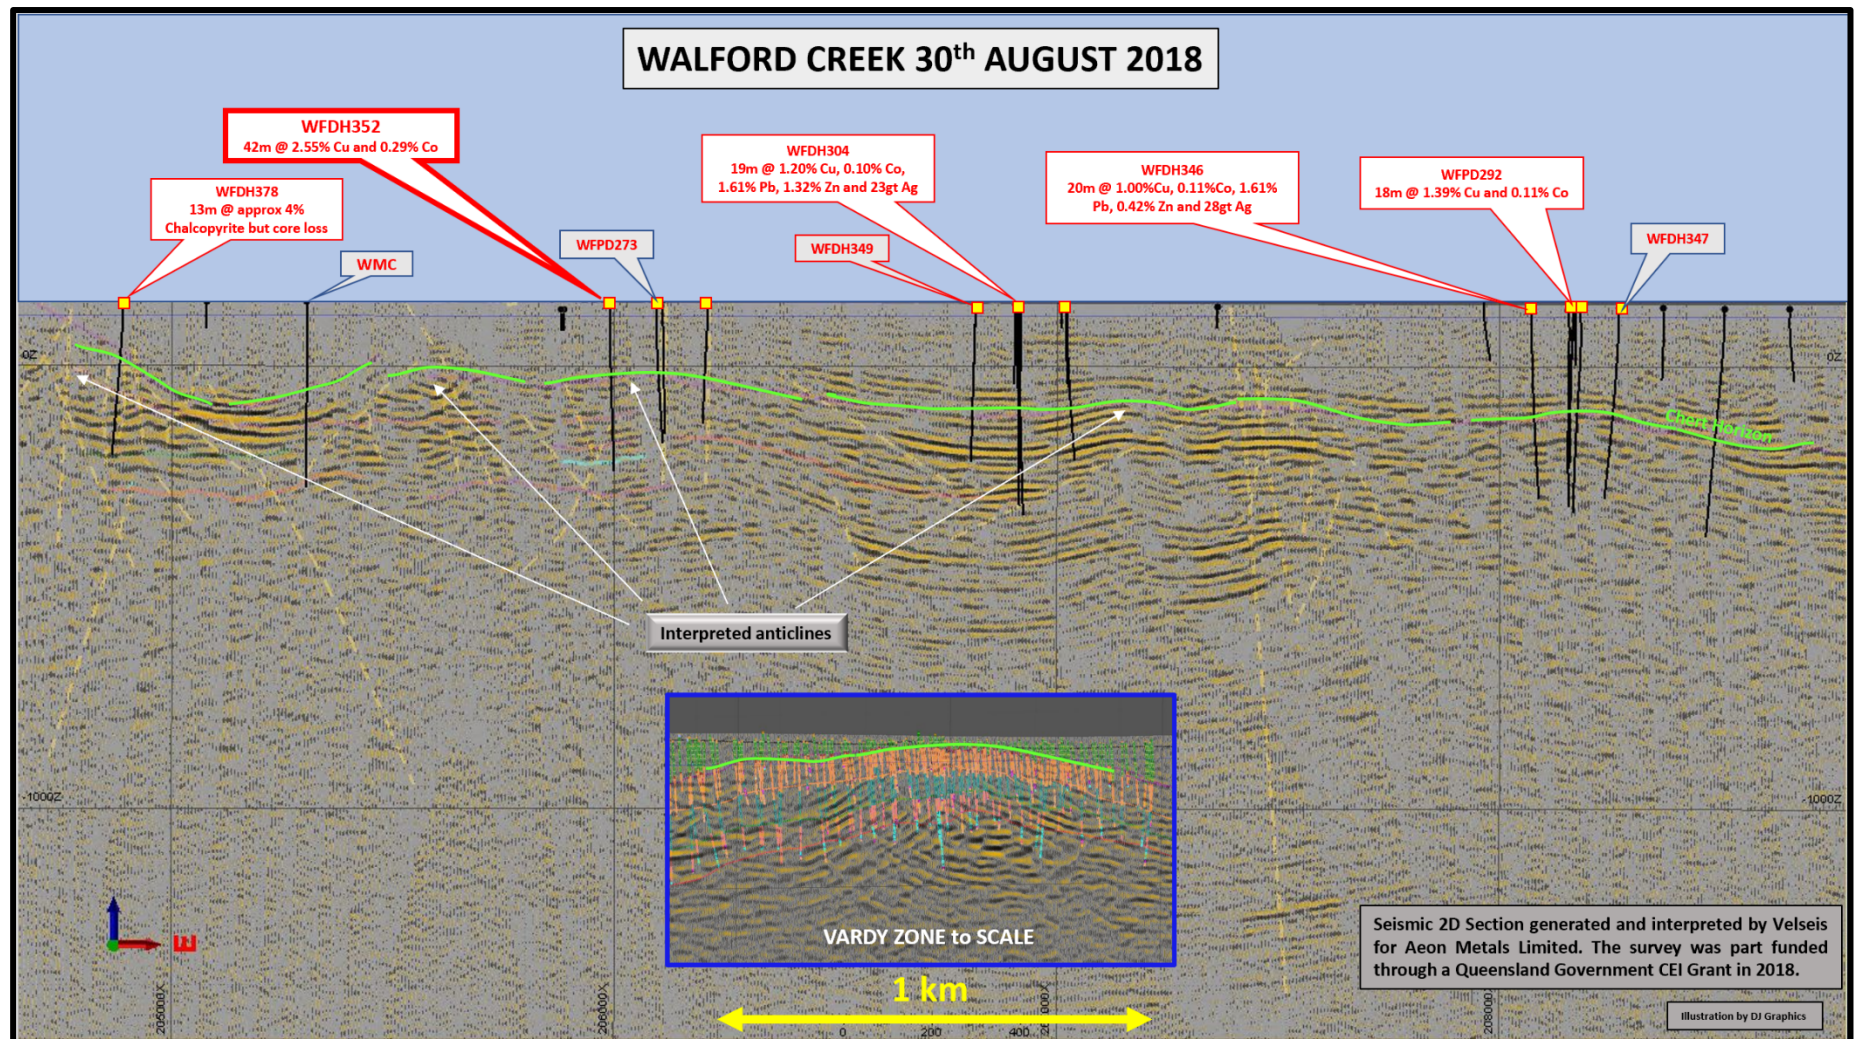 WALFORD CREEK 30th AUGUST 2018
WFDH352
42m @ 2.55% Cu and 0.29% Co
WFDH378
13m @ approx 4%
Chalcopyrite but core loss
WMC
WFPD273
WFDH304
19m @ 1.20% Cu, 0.10% Co,
1.61% Pb, 1.32% Zn and 23gt Ag
WFDH349
WFDH346
20m @ 1.00%Cu, 0.11%Co, 1.61%
Pb, 0.42% Zn and 28gt Ag
WFPD292
18m @ 1.39% Cu and 0.11% Co
WFDH347
0Z
0Z
Chert Horizon
Interpreted anticlines
-1000Z
-1000Z
VARDY ZONE to SCALE
E
Seismic 2D Section generated and interpreted by Velseis
for Aeon Metals Limited. The survey was part funded
through a Queensland Government CEI Grant in 2018.
1 km
205000X
206000X
0
200
400
208000X
Illustration by DJ Graphics